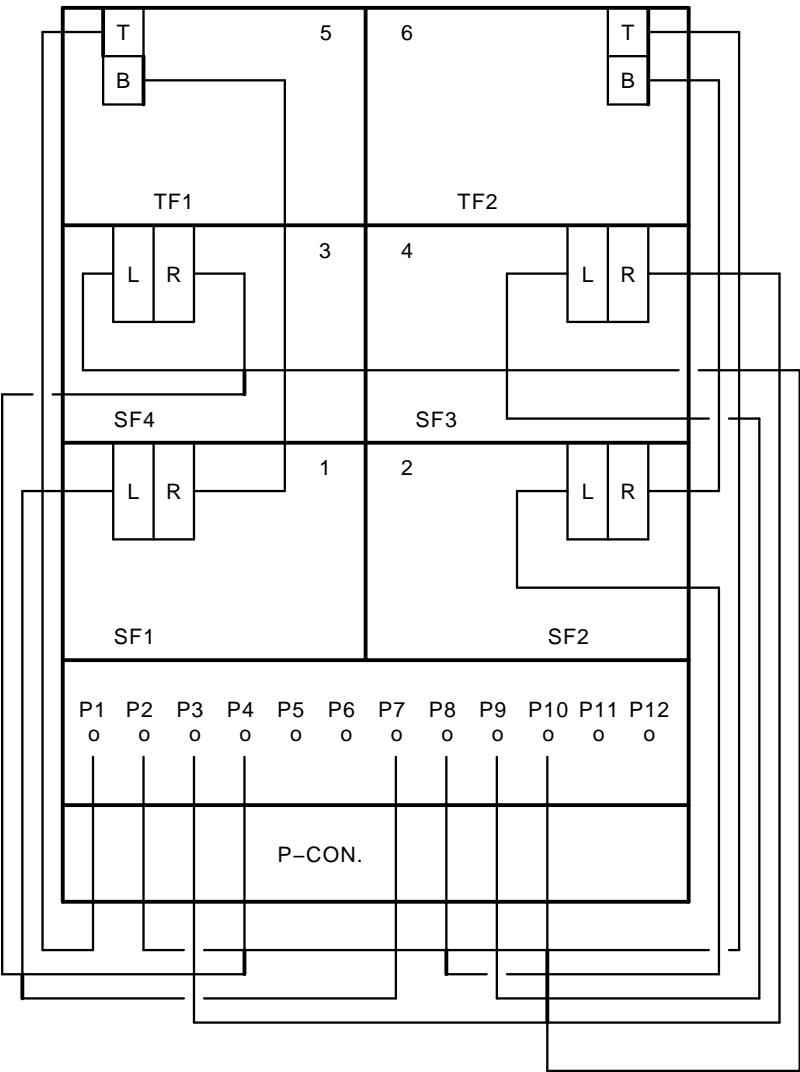 T 5 6 T
B B
TF1 TF2
3 4
L R L R
SF4 SF3
1 2
L R L R
SF1 SF2
P1 P2 P3 P4 P5 P6 P7 P8 P9 P10 P11 P12
o o o o o o o o o o o o
P–CON.